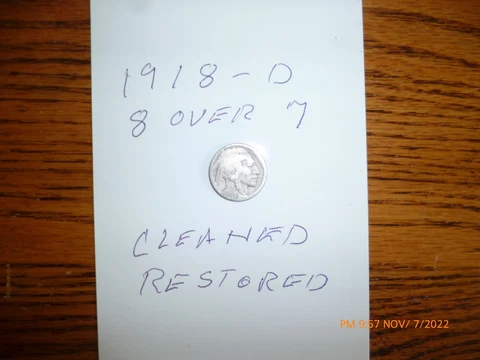 1918-D
8 OVER 7
CLEANED
RESTORED
PM 9:57 NOV/ 7/2022